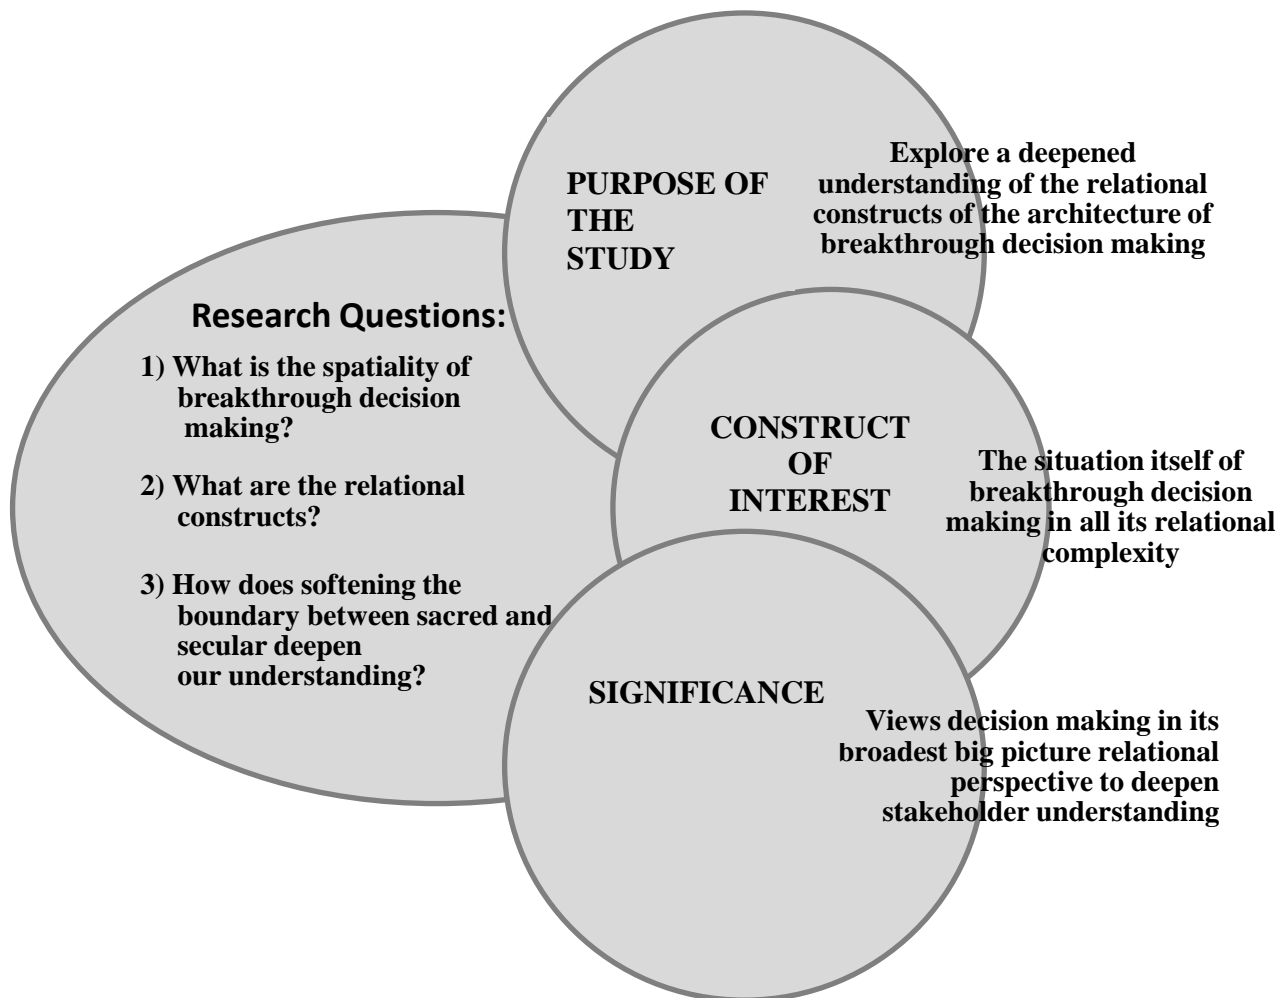 PURPOSE OF
THE
STUDY
Explore a deepened
understanding of the relational
constructs of the architecture of
breakthrough decision making
Research Questions:
1) What is the spatiality of
breakthrough decision
making?
2) What are the relational
constructs?
3) How does softening the
boundary between sacred and
secular deepen
our understanding?
CONSTRUCT
OF
INTEREST
The situation itself of
breakthrough decision
making in all its relational
complexity
SIGNIFICANCE
Views decision making in its
broadest big picture relational
perspective to deepen
stakeholder understanding